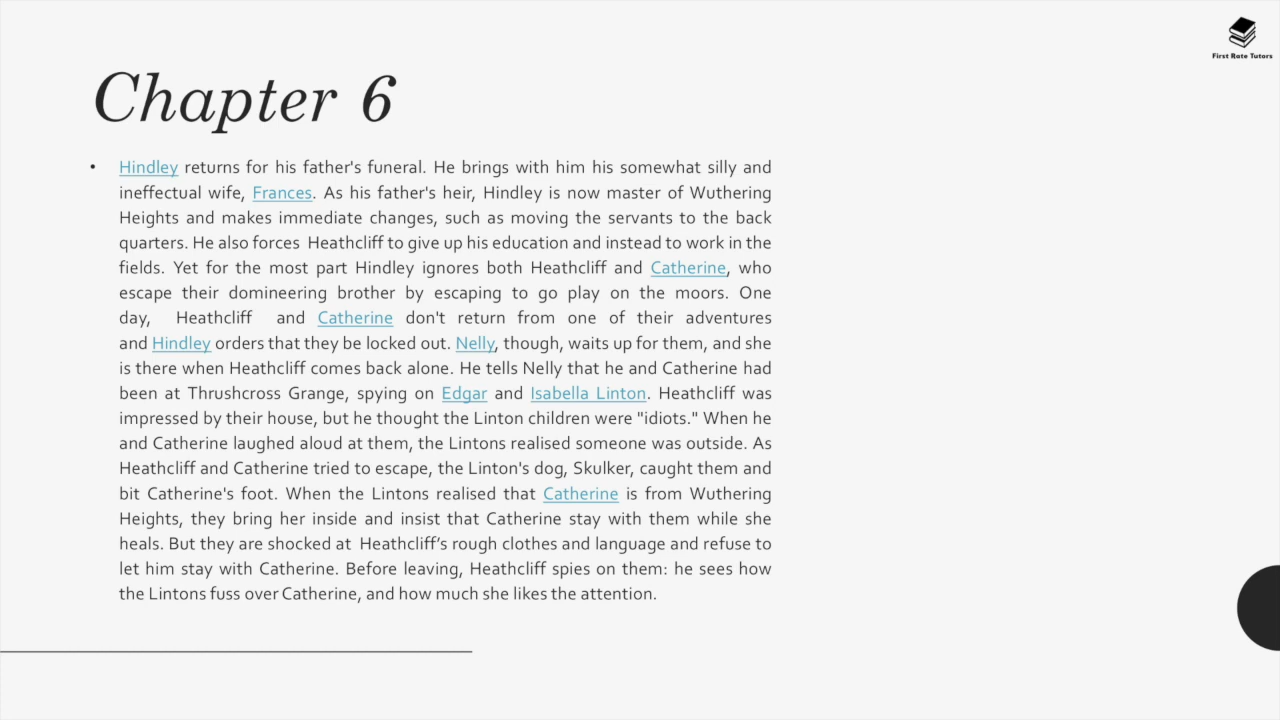 First Rate Tutors
Chapter 6
• Hindley returns for his father's funeral. He brings with him his somewhat silly and
ineffectual wife, Frances. As his father's heir, Hindley is now master of Wuthering
Heights and makes immediate changes, such as moving the servants to the back
quarters. He also forces Heathcliff to give up his education and instead to work in the
fields. Yet for the most part Hindley ignores both Heathcliff and Catherine, who
escape their domineering brother by escaping to go play on the moors. One
day, Heathcliff and Catherine don't return from one of their adventures
and Hindley orders that they be locked out. Nelly, though, waits up for them, and she
is there when Heathcliff comes back alone. He tells Nelly that he and Catherine had
been at Thrushcross Grange, spying on Edgar and Isabella Linton. Heathcliff was
impressed by their house, but he thought the Linton children were "idiots." When he
and Catherine laughed aloud at them, the Lintons realised someone was outside. As
Heathcliff and Catherine tried to escape, the Linton's dog, Skulker, caught them and
bit Catherine's foot. When the Lintons realised that Catherine is from Wuthering
Heights, they bring her inside and insist that Catherine stay with them while she
heals. But they are shocked at Heathcliff’s rough clothes and language and refuse to
let him stay with Catherine. Before leaving, Heathcliff spies on them: he sees how
the Lintons fuss over Catherine, and how much she likes the attention.